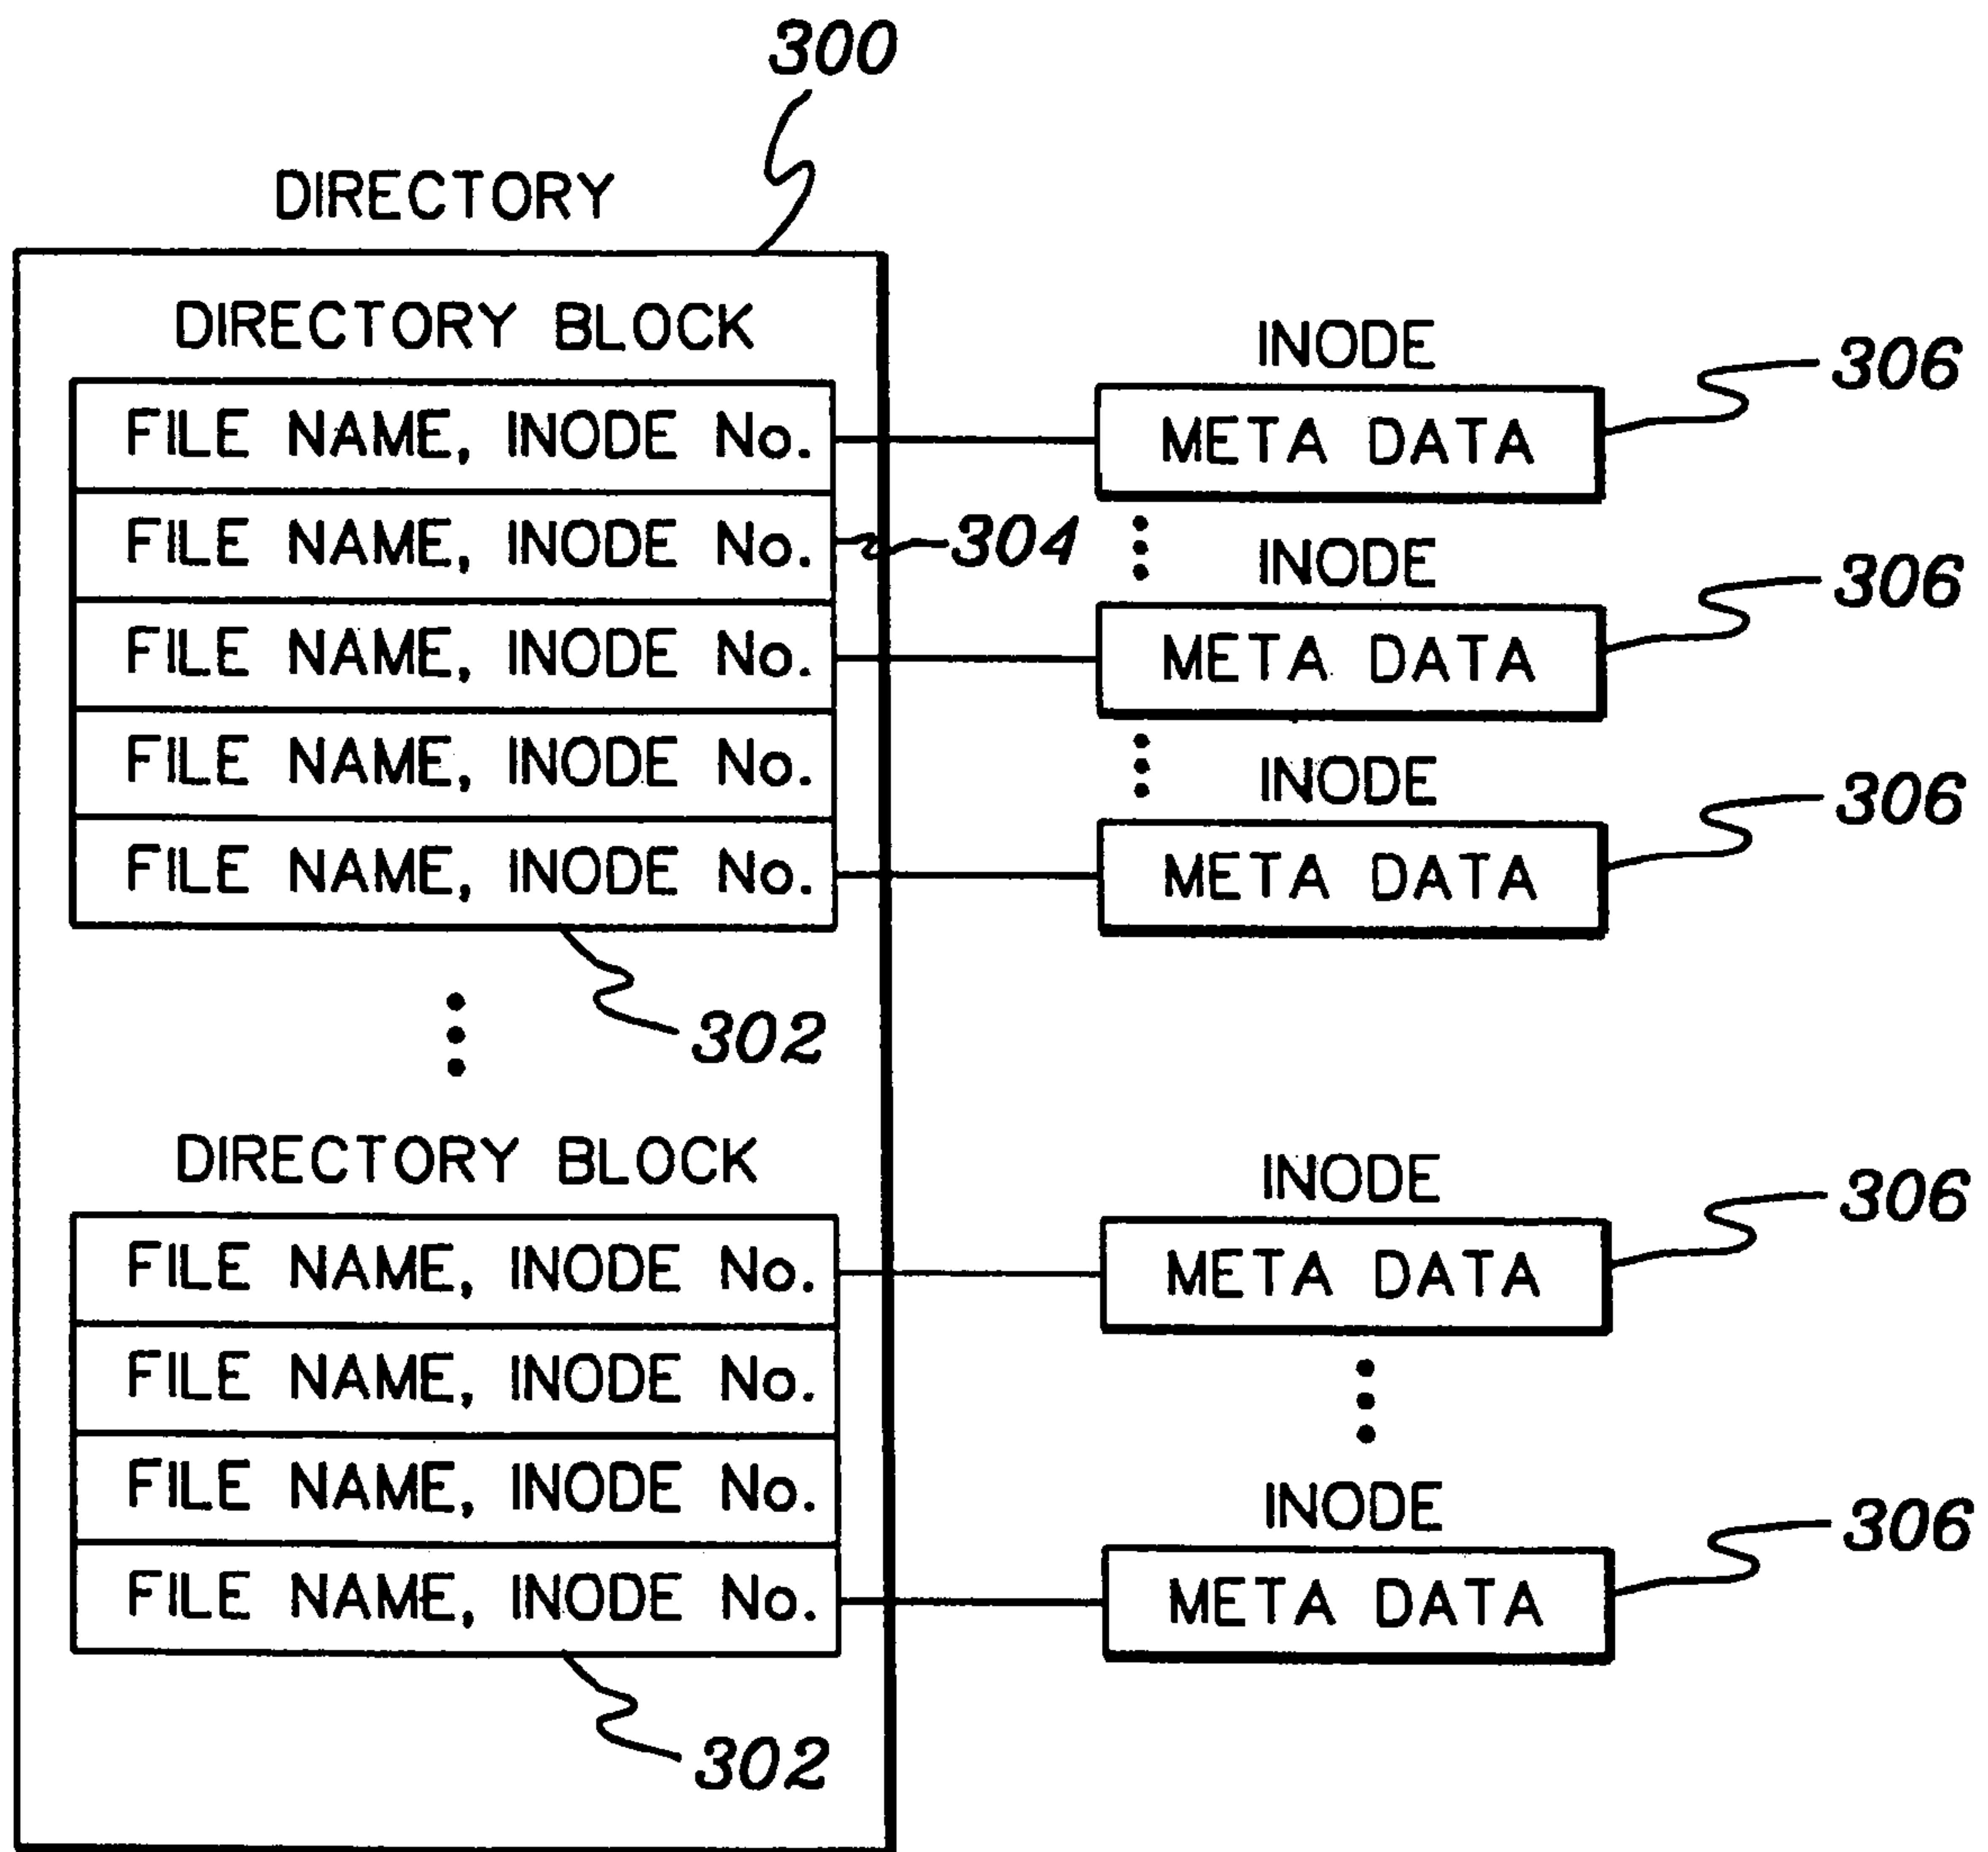 300
DIRECTORY
DIRECTORY BLOCK
FILE NAME, INODE No.
FILE NAME, INODE No.
304
FILE NAME, INODE No.
FILE NAME, INODE No.
FILE NAME, INODE No.
302
INODE
META DATA
306
INODE
META DATA
306
INODE
META DATA
306
DIRECTORY BLOCK
FILE NAME, INODE No.
FILE NAME, INODE No.
FILE NAME, INODE No.
FILE NAME, INODE No.
302
INODE
META DATA
306
INODE
META DATA
306